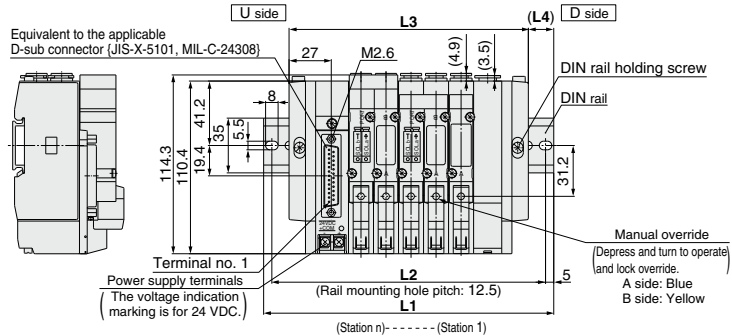 U side
L3
(L4)
D side
Equivalent to the applicable
D-sub connector {JIS-X-5101, MIL-C-24308}
27
M2.6
(4.9)
(3.5)
DIN rail holding screw
DIN rail
8
41.2
35
5.5
19.4
114.3
110.4
31.2
24VDC
+COM
A
B
Terminal no. 1
Power supply terminals
(The voltage indication
marking is for 24 VDC.)
Manual override
(Depress and turn to operate
and lock override.)
A side: Blue
B side: Yellow
L2
5
(Rail mounting hole pitch: 12.5)
L1
(Station n)-------(Station 1)